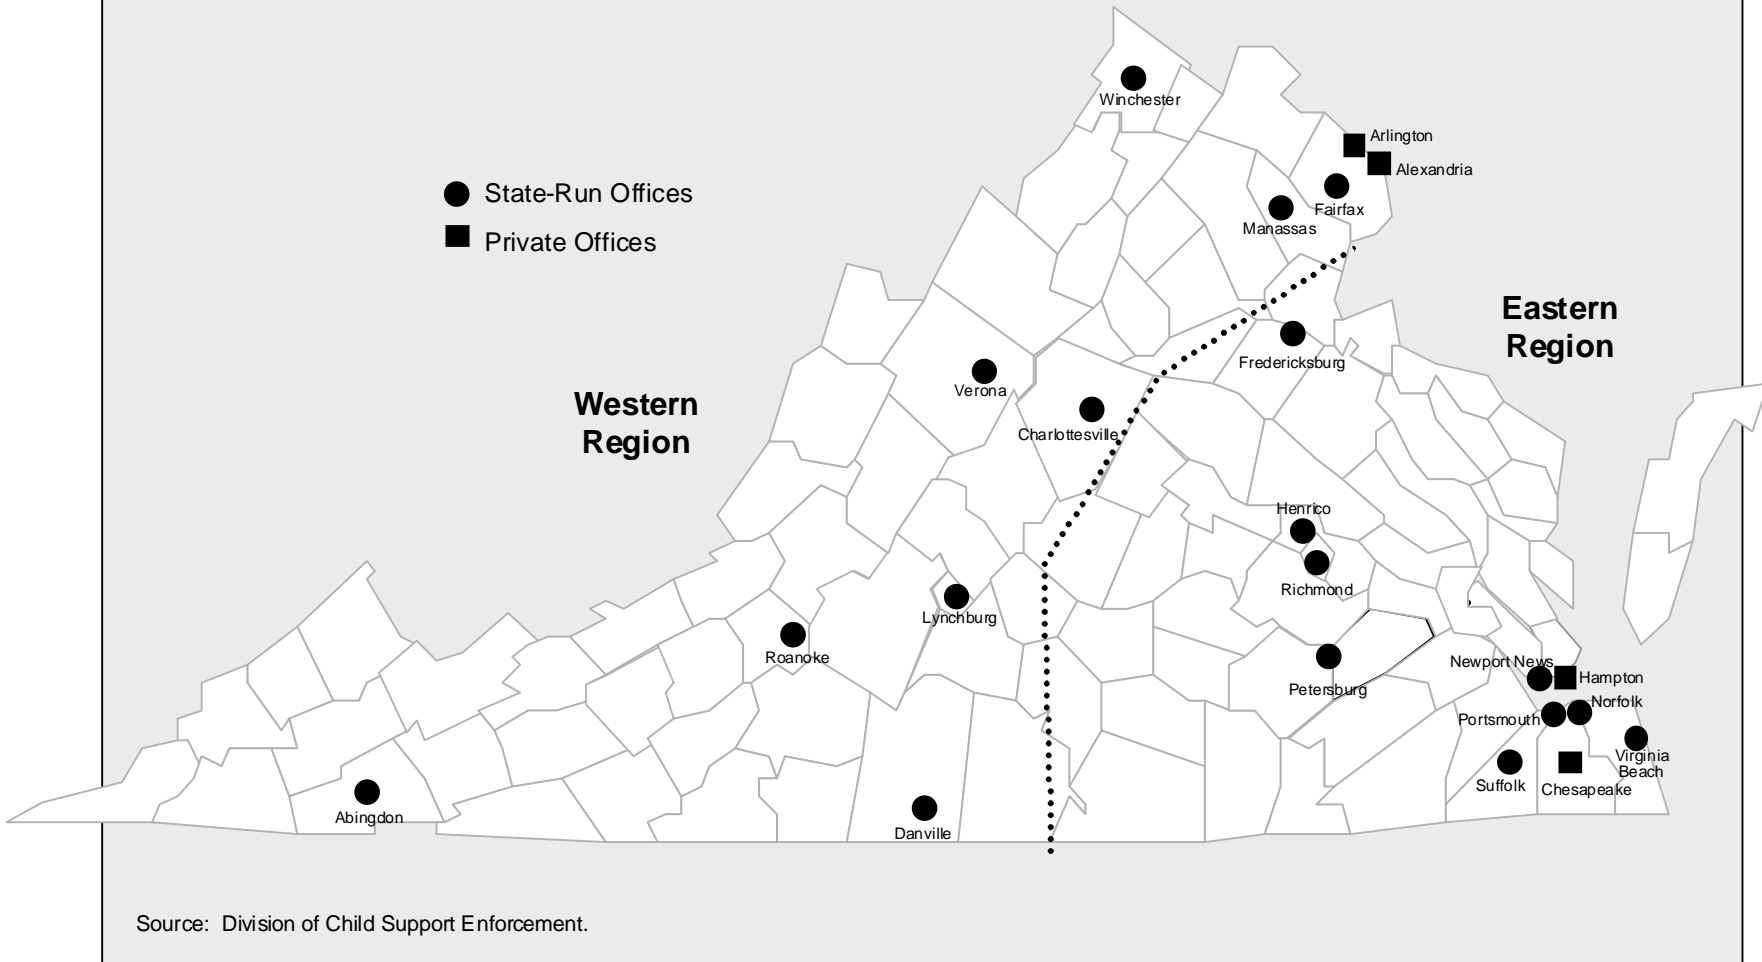 Winchester
Arlington
Alexandria
State-Run Offices
Fairfax
Manassas
Private Offices
Eastern
Region
Fredericksburg
Verona
Western
Region
Charlottesville
Henrico
Richmond
Lynchburg
Roanoke
Newport News
Hampton
Petersburg
Norfolk
Portsmouth
Virginia
Beach
Suffolk
Chesapeake
Abingdon
Danville
Source: Division of Child Support Enforcement.